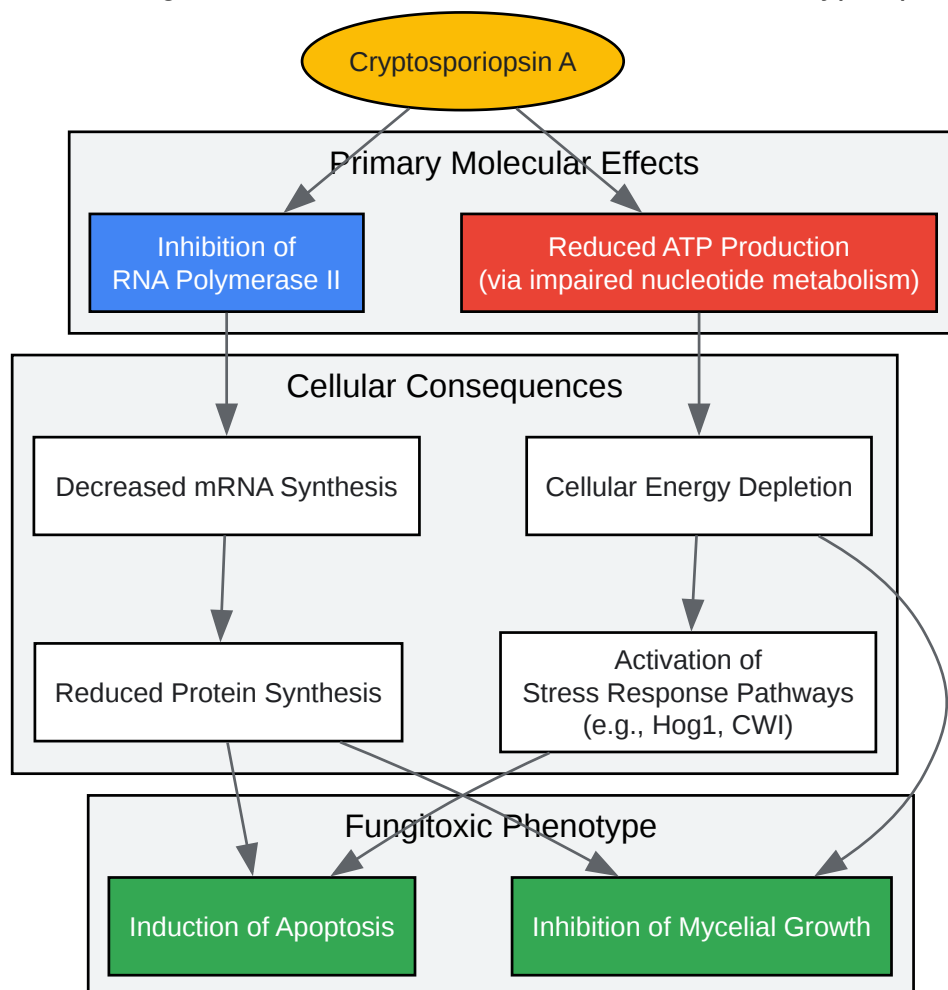 Cryptosporiopsin A
Primary Molecular Effects
Inhibition of
RNA Polymerase II
Reduced ATP Production
(via impaired nucleotide metabolism)
Cellular Consequences
Decreased mRNA Synthesis
Cellular Energy Depletion
Reduced Protein Synthesis
Activation of
Stress Response Pathways
(e.g., Hog1, CWI)
Fungitoxic Phenotype
Induction of Apoptosis
Inhibition of Mycelial Growth